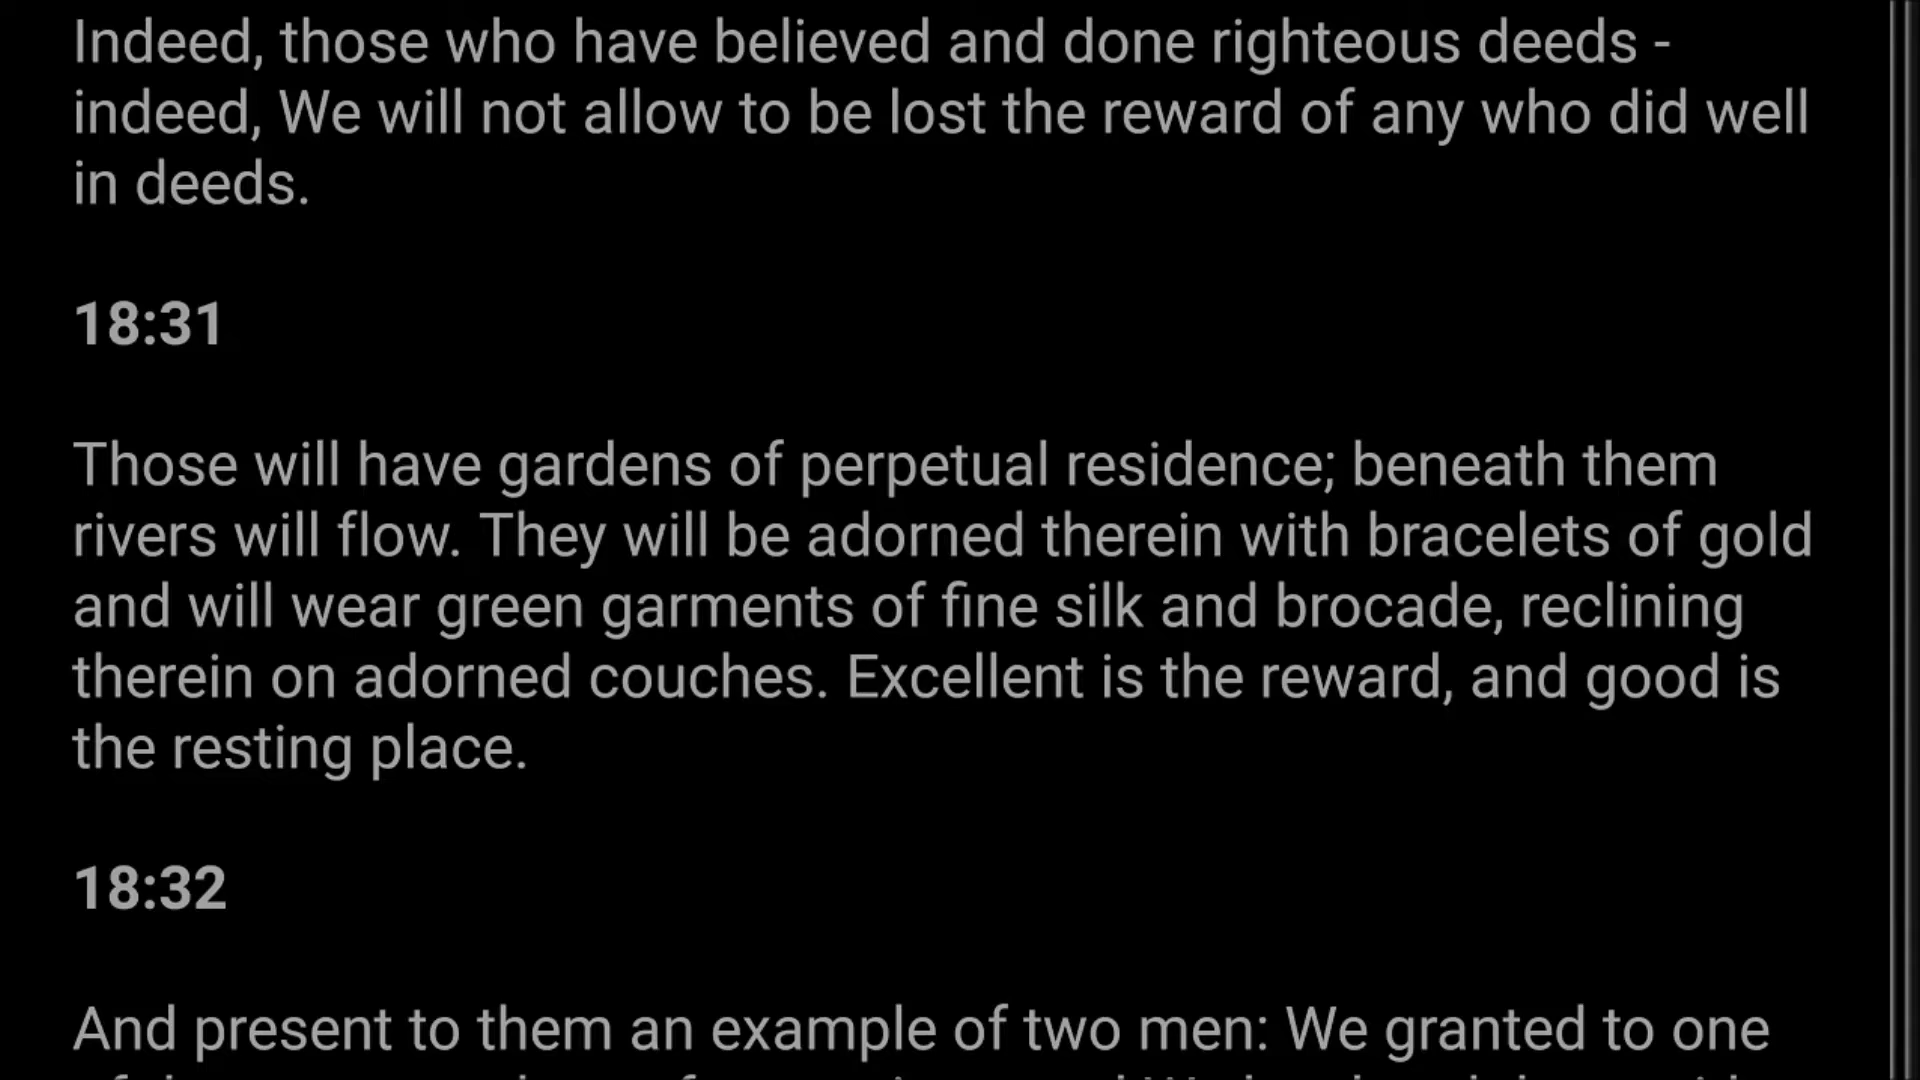 Indeed, those who have believed and done righteous deeds -
indeed, We will not allow to be lost the reward of any who did well
in deeds.
18:31
Those will have gardens of perpetual residence; beneath them
rivers will flow. They will be adorned therein with bracelets of gold
and will wear green garments of fine silk and brocade, reclining
therein on adorned couches. Excellent is the reward, and good is
the resting place.
18:32
And present to them an example of two men: We granted to one